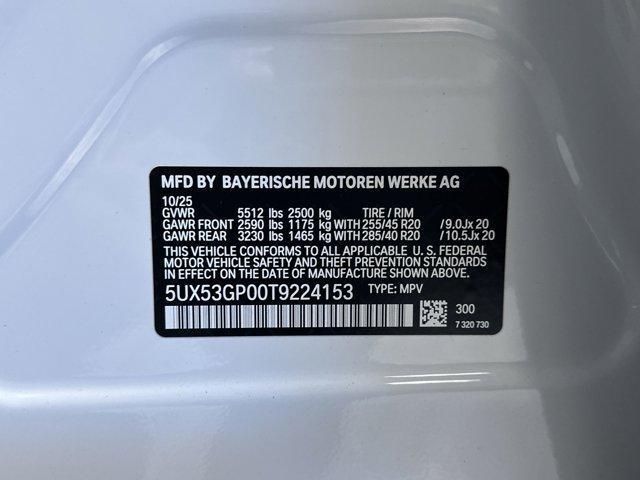 MFD BY BAYERISCHE MOTOREN WERKE AG
10/25
GVWR 5512 lbs 2500 kg TIRE / RIM
GAWR FRONT 2590 lbs 1175 kg WITH 255/45 R20 /9.0Jx 20
GAWR REAR 3230 lbs 1465 kg WITH 285/40 R20 /10.5Jx 20
THIS VEHICLE CONFORMS TO ALL APPLICABLE U. S. FEDERAL
MOTOR VEHICLE SAFETY AND THEFT PREVENTION STANDARDS
IN EFFECT ON THE DATE OF MANUFACTURE SHOWN ABOVE.
5UX53GP00T9224153 TYPE: MPV
300
7 320 730